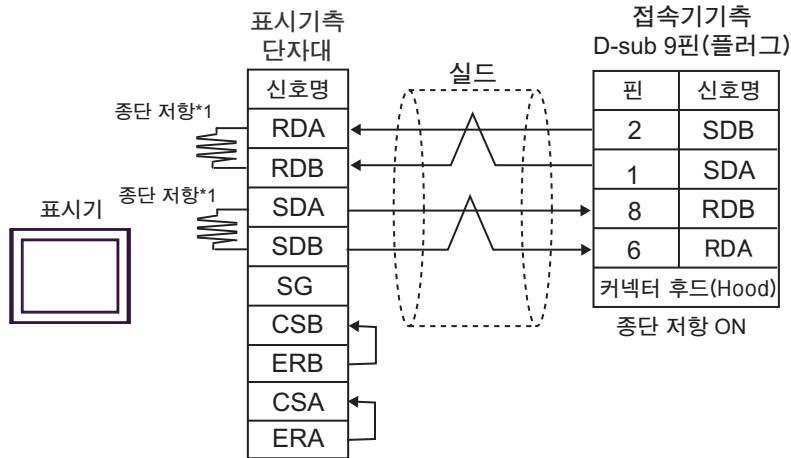 표시기측
단자대
접속기기측
D-sub 9핀(플러그)
신호명
실드
핀 신호명
종단 저항*1
RDA
2 SDB
RDB
1 SDA
종단 저항*1
SDA
8 RDB
표시기
SDB
6 RDA
SG
커넥터 후드(Hood)
CSB
종단 저항 ON
ERB
CSA
ERA